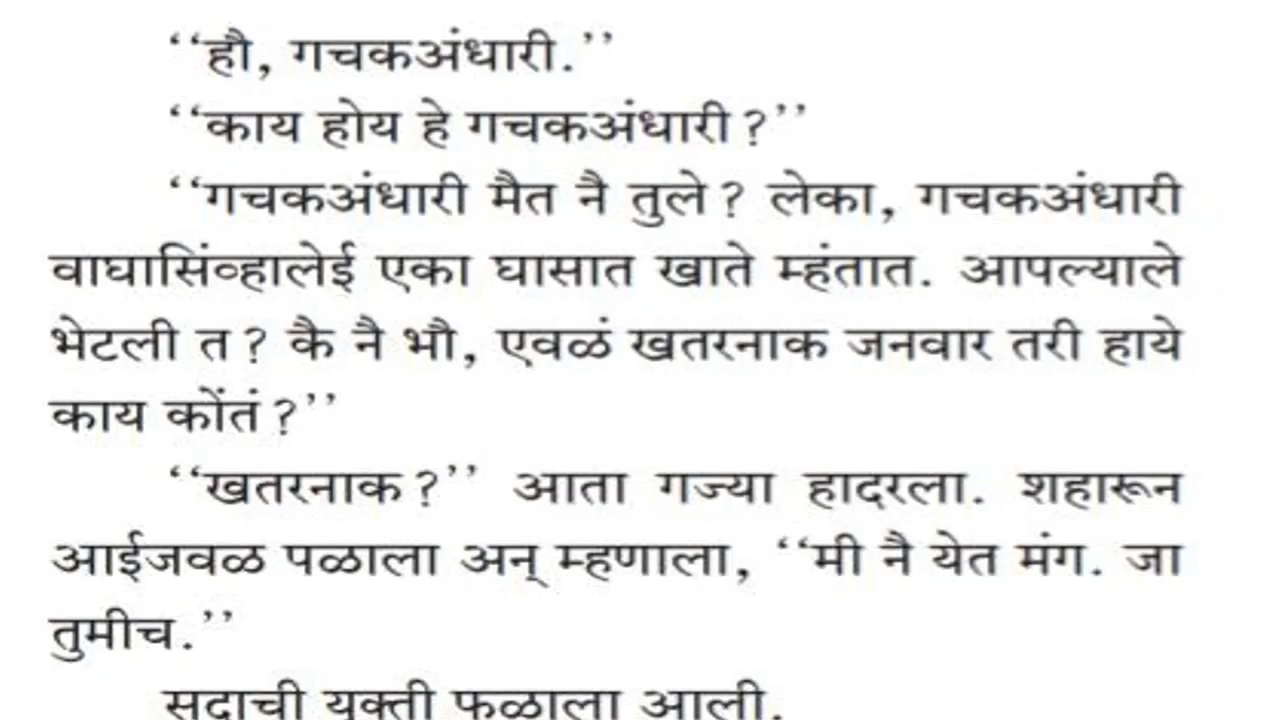 ‘‘हौ, गचकअंधारी.’’
‘‘काय होय हे गचकअंधारी?’’
‘‘गचकअंधारी मैत नै तुले? लेका, गचकअंधारी
वाघासिंव्हालेई एका घासात खाते म्हंतात. आपल्याले
भेटली त? कै नै भौ, एवळं खतरनाक जनवार तरी हाये
काय कोंतं?’’
‘‘खतरनाक?’’ आता गज्या हादरला. शहारून
आईजवळ पळाला अन् म्हणाला, ‘‘मी नै येत मंग. जा
तुमीच.’’
सदाची युक्ती फळाला आली.